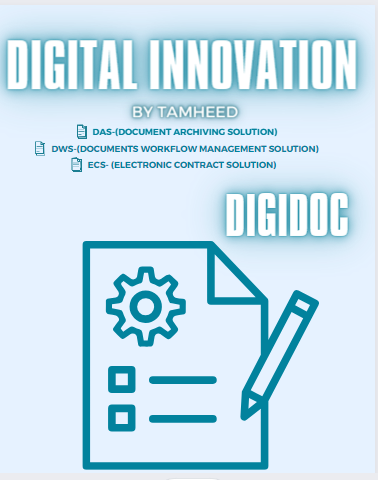 DIGITAL INNOVATION
BY TAMHEED
DAS-(DOCUMENT ARCHIVING SOLUTION)
DWS-(DOCUMENTS WORKFLOW MANAGEMENT SOLUTION)
ECS- (ELECTRONIC CONTRACT SOLUTION)
DIGIDOC